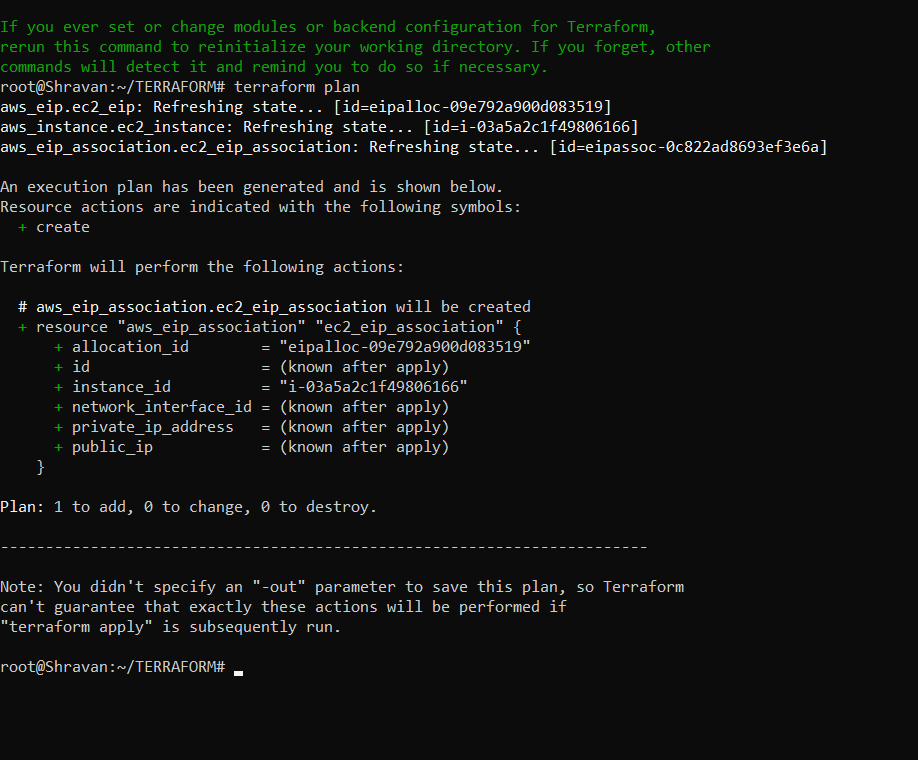 If you ever set or change modules or backend configuration for Terraform,
rerun this command to reinitialize your working directory. If you forget, other
commands will detect it and remind you to do so if necessary.
root@Shravan:~/TERRAFORM# terraform plan
aws_eip.ec2_eip: Refreshing state... [id=eipalloc-09e792a900d083519]
aws_instance.ec2_instance: Refreshing state... [id=i-03a5a2c1f49806166]
aws_eip_association.ec2_eip_association: Refreshing state... [id=eipassoc-0c822ad8693ef3e6a]

An execution plan has been generated and is shown below.
Resource actions are indicated with the following symbols:
  + create

Terraform will perform the following actions:

  # aws_eip_association.ec2_eip_association will be created
  + resource "aws_eip_association" "ec2_eip_association" {
      + allocation_id        = "eipalloc-09e792a900d083519"
      + id                   = (known after apply)
      + instance_id          = "i-03a5a2c1f49806166"
      + network_interface_id = (known after apply)
      + private_ip_address   = (known after apply)
      + public_ip            = (known after apply)
    }

Plan: 1 to add, 0 to change, 0 to destroy.

------------------------------------------------------------------------

Note: You didn't specify an "-out" parameter to save this plan, so Terraform
can't guarantee that exactly these actions will be performed if
"terraform apply" is subsequently run.

root@Shravan:~/TERRAFORM#